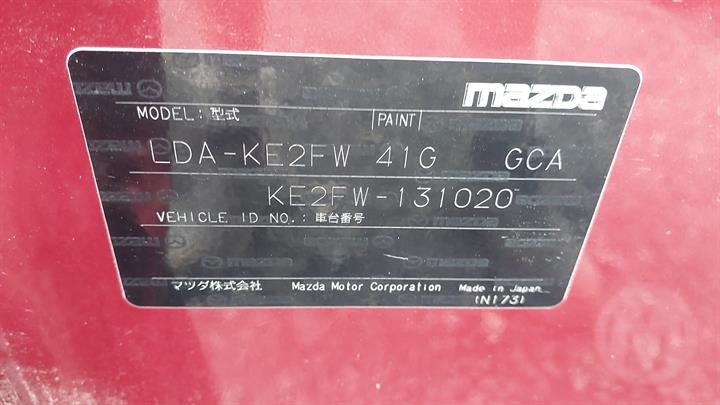 mazda
MODEL: 型式 PAINT
LDA-KE2FW 41G GCA
KE2FW-131020
VEHICLE ID NO.: 車台番号
マツダ株式会社 Mazda Motor Corporation Made in Japan